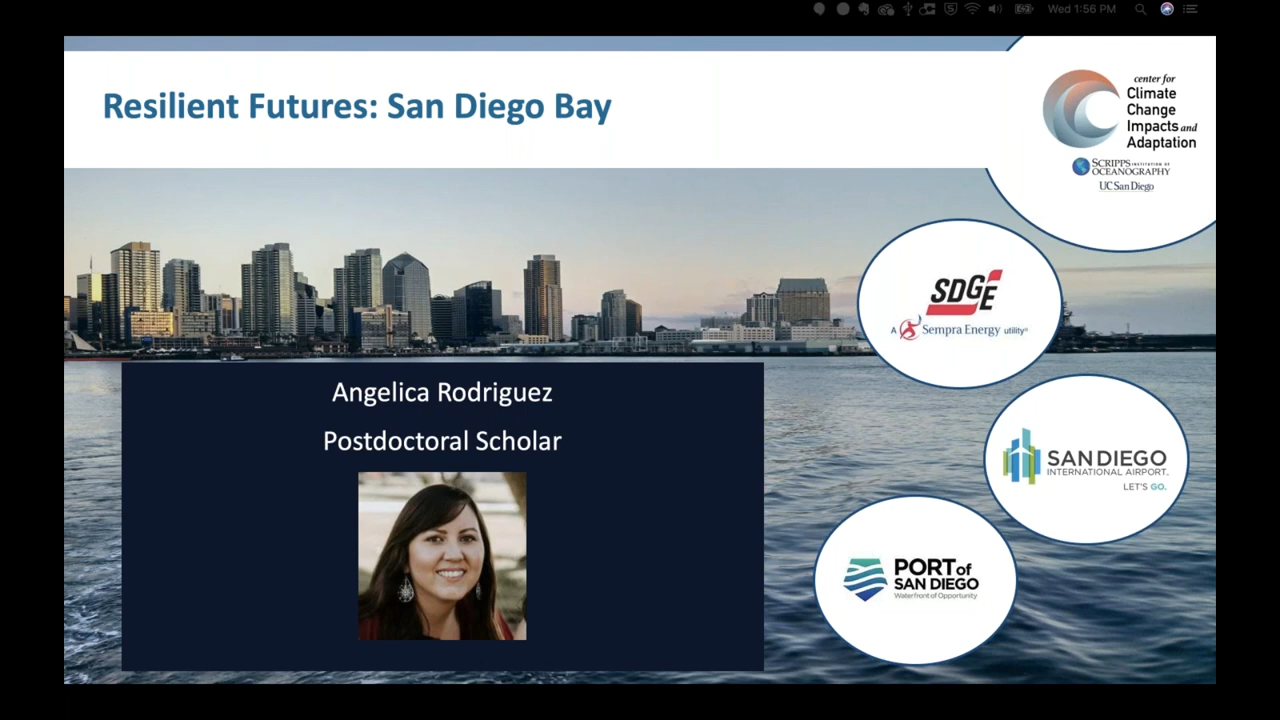 Wed 1:56 PM
Resilient Futures: San Diego Bay
center for
Climate
Change
Impacts and
Adaptation
SCRIPPS INSTITUTION OF
OCEANOGRAPHY
UC San Diego
SDGE
A Sempra Energy utility®
SAN DIEGO
INTERNATIONAL AIRPORT.
LET'S GO.
PORT of
SAN DIEGO
Waterfront of Opportunity
Angelica Rodriguez
Postdoctoral Scholar